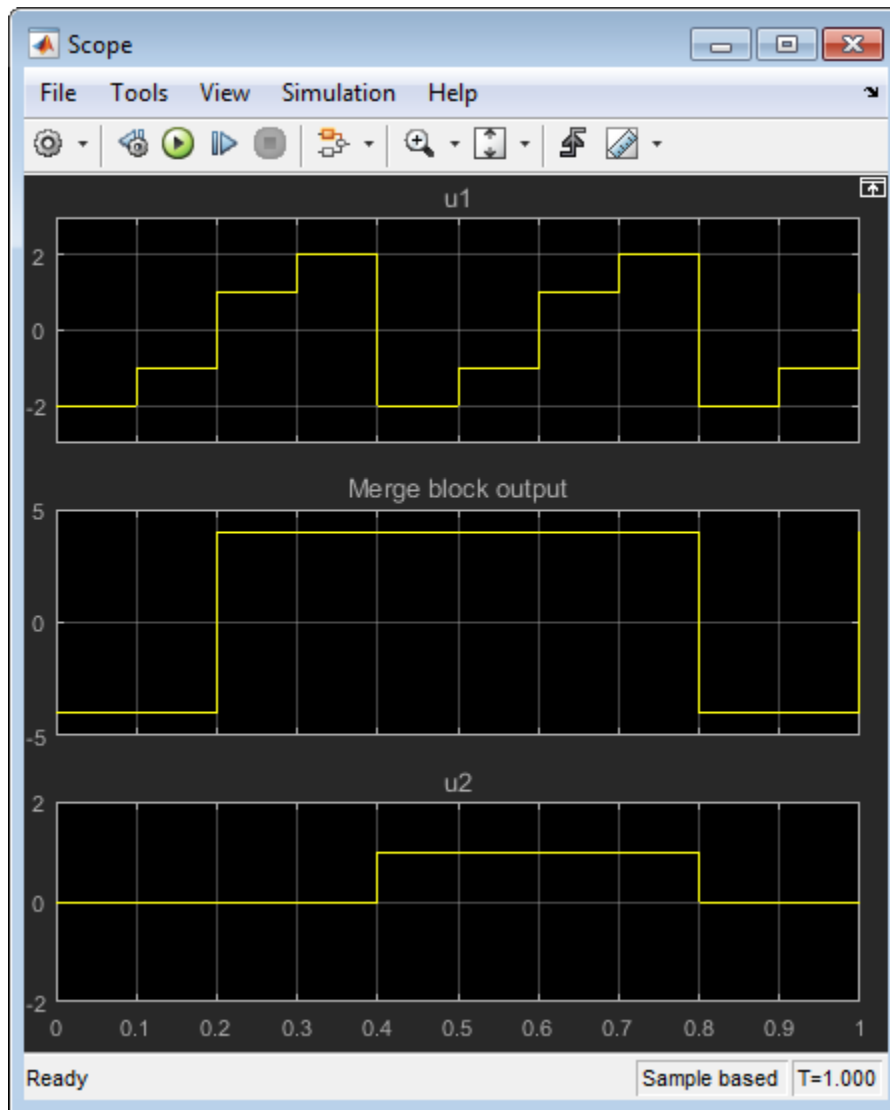 Scope
File Tools View Simulation Help
u1
2
0
-2
Merge block output
5
0
-5
u2
2
0
-2
0 0.1 0.2 0.3 0.4 0.5 0.6 0.7 0.8 0.9 1
Ready Sample based T=1.000